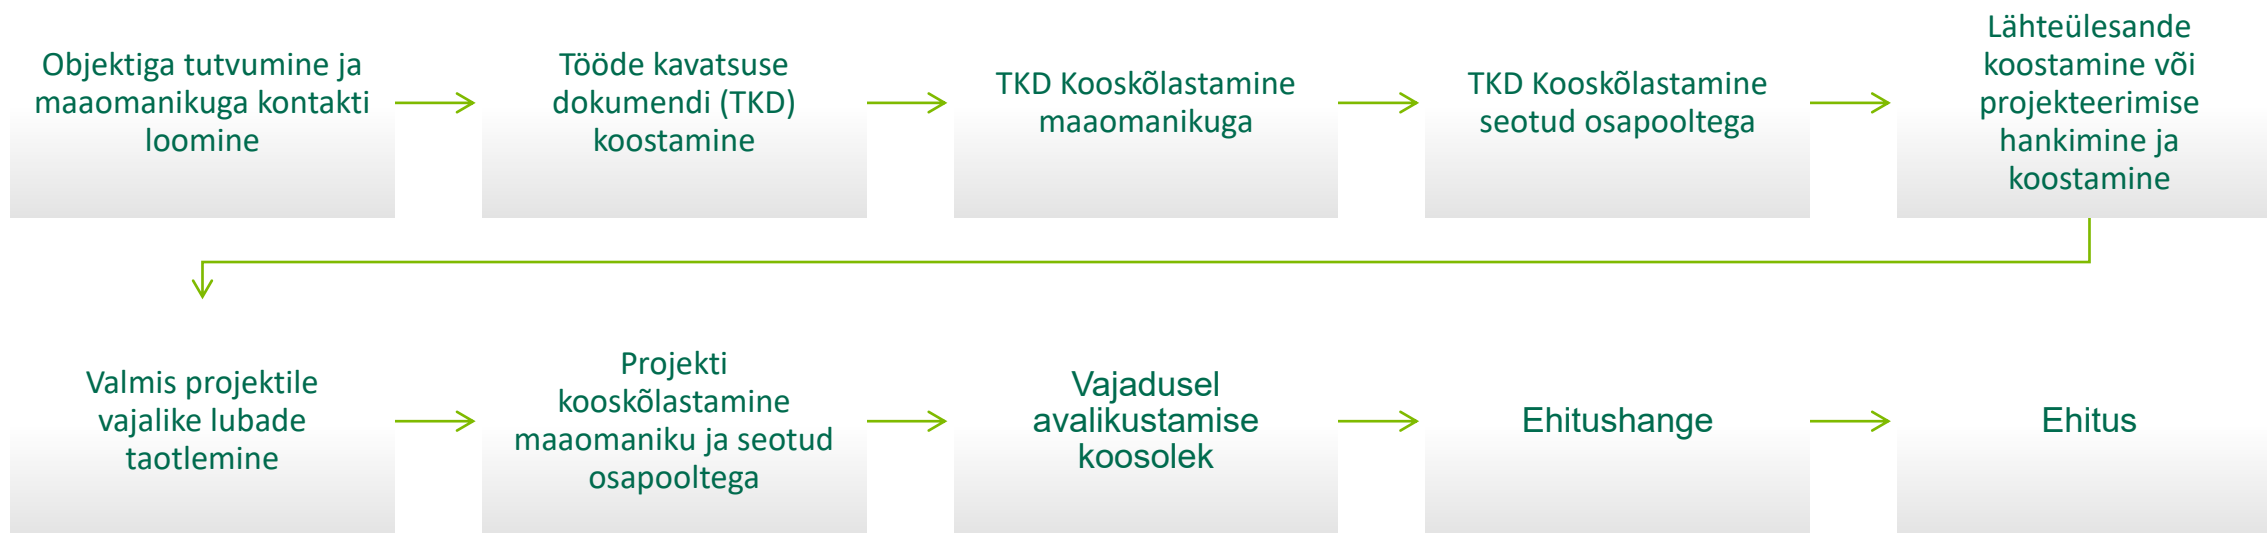 Objektiga tutvumine ja
maaomanikuga kontakti
loomine
Tööde kavatsuse
dokumendi (TKD)
koostamine
TKD Kooskõlastamine
maaomanikuga
TKD Kooskõlastamine
seotud osapooltega
Lähteülesande
koostamine või
projekteerimise
hankimine ja
koostamine
Valmis projektile
vajalike lubade
taotlemine
Projekti
kooskõlastamine
maaomaniku ja seotud
osapooltega
Vajadusel
avalikustamise
koosolek
Ehitushange
Ehitus